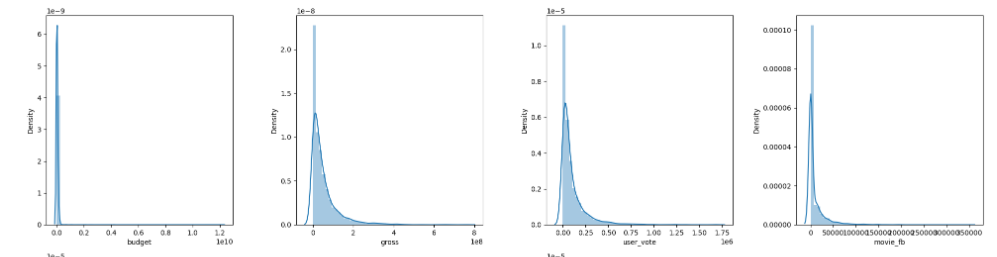 1e−9
6
5
4
3
2
1
0
Density
0.0 0.2 0.4 0.6 0.8 1.0
1e10
budget
1e−5
1e−8
2.0
1.5
1.0
0.5
0.0
Density
0 2 4 6 8
1e8
gross
1e−5
1.0
0.8
0.6
0.4
0.2
0.0
Density
0.00 0.25 0.50 0.75 1.00 1.25 1.50 1.75
1e6
user_vote
1e−5
0.00010
0.00008
0.00006
0.00004
0.00002
0.00000
Density
0 50000 100000 150000 200000 250000 300000 350000
movie_fb